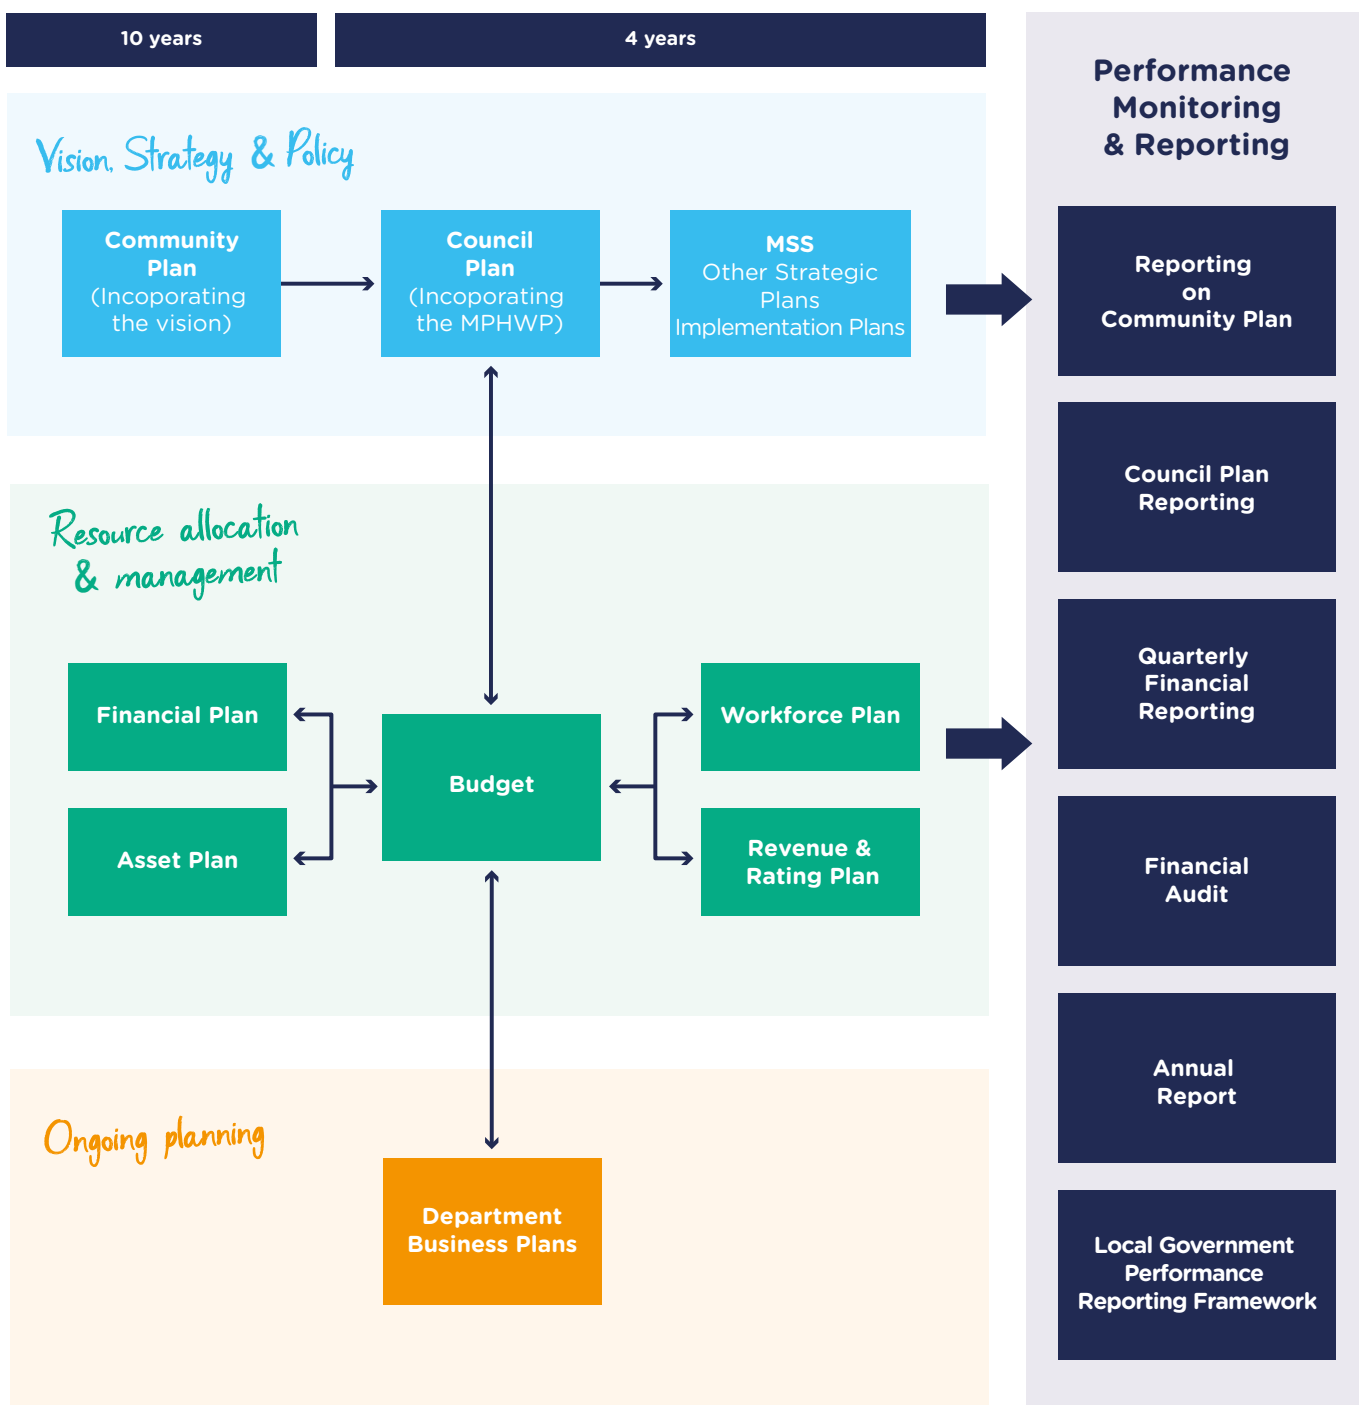 10 years
4 years
Vision, Strategy & Policy
Community
Plan
(Incoporating
the vision)
Council
Plan
(Incoporating
the MPHWP)
MSS
Other Strategic
Plans
Implementation Plans
Resource allocation
& management
Financial Plan
Asset Plan
Budget
Workforce Plan
Revenue &
Rating Plan
Ongoing planning
Department
Business Plans
Performance
Monitoring
& Reporting
Reporting
on
Community Plan
Council Plan
Reporting
Quarterly
Financial
Reporting
Financial
Audit
Annual
Report
Local Government
Performance
Reporting Framework